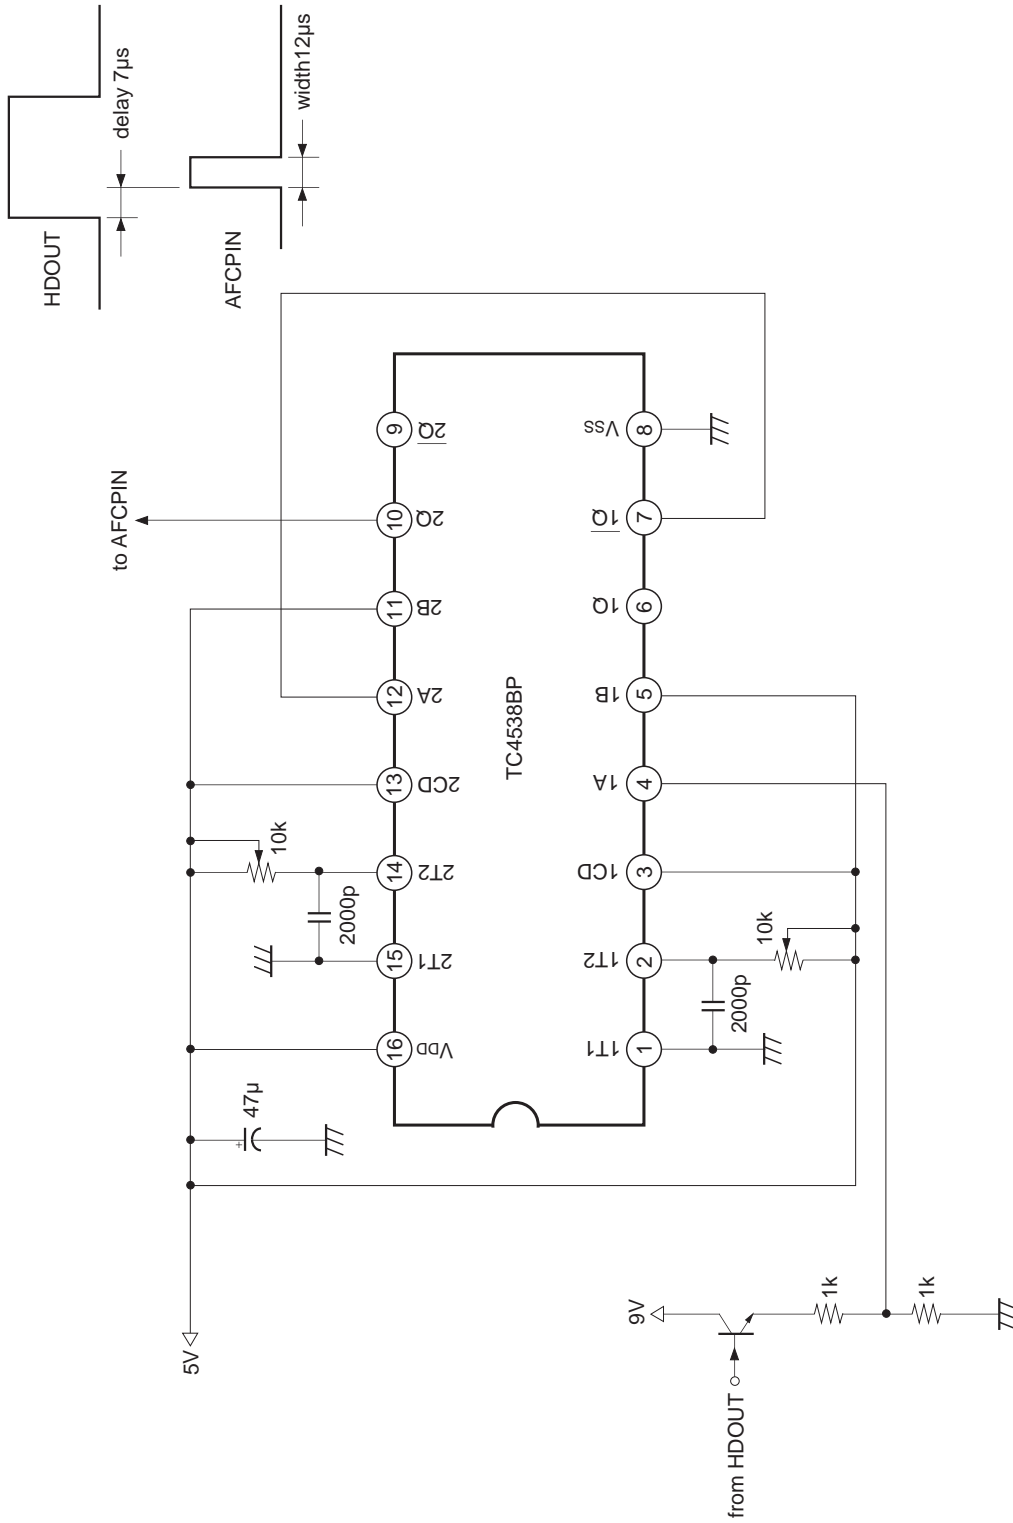 HDOUT
delay 7µs
AFCPIN
width12µs
to AFCPIN
5V
+
47µ
10k
2000p
16 15 14 13 12 11 10 9
VDD 2T1 2T2 2CD 2A 2B 2Q 2Q̅
TC4538BP
1T1 1T2 1CD 1A 1B 1Q 1Q̅ VSS
1 2 3 4 5 6 7 8
2000p
10k
9V
from HDOUT
1k
1k